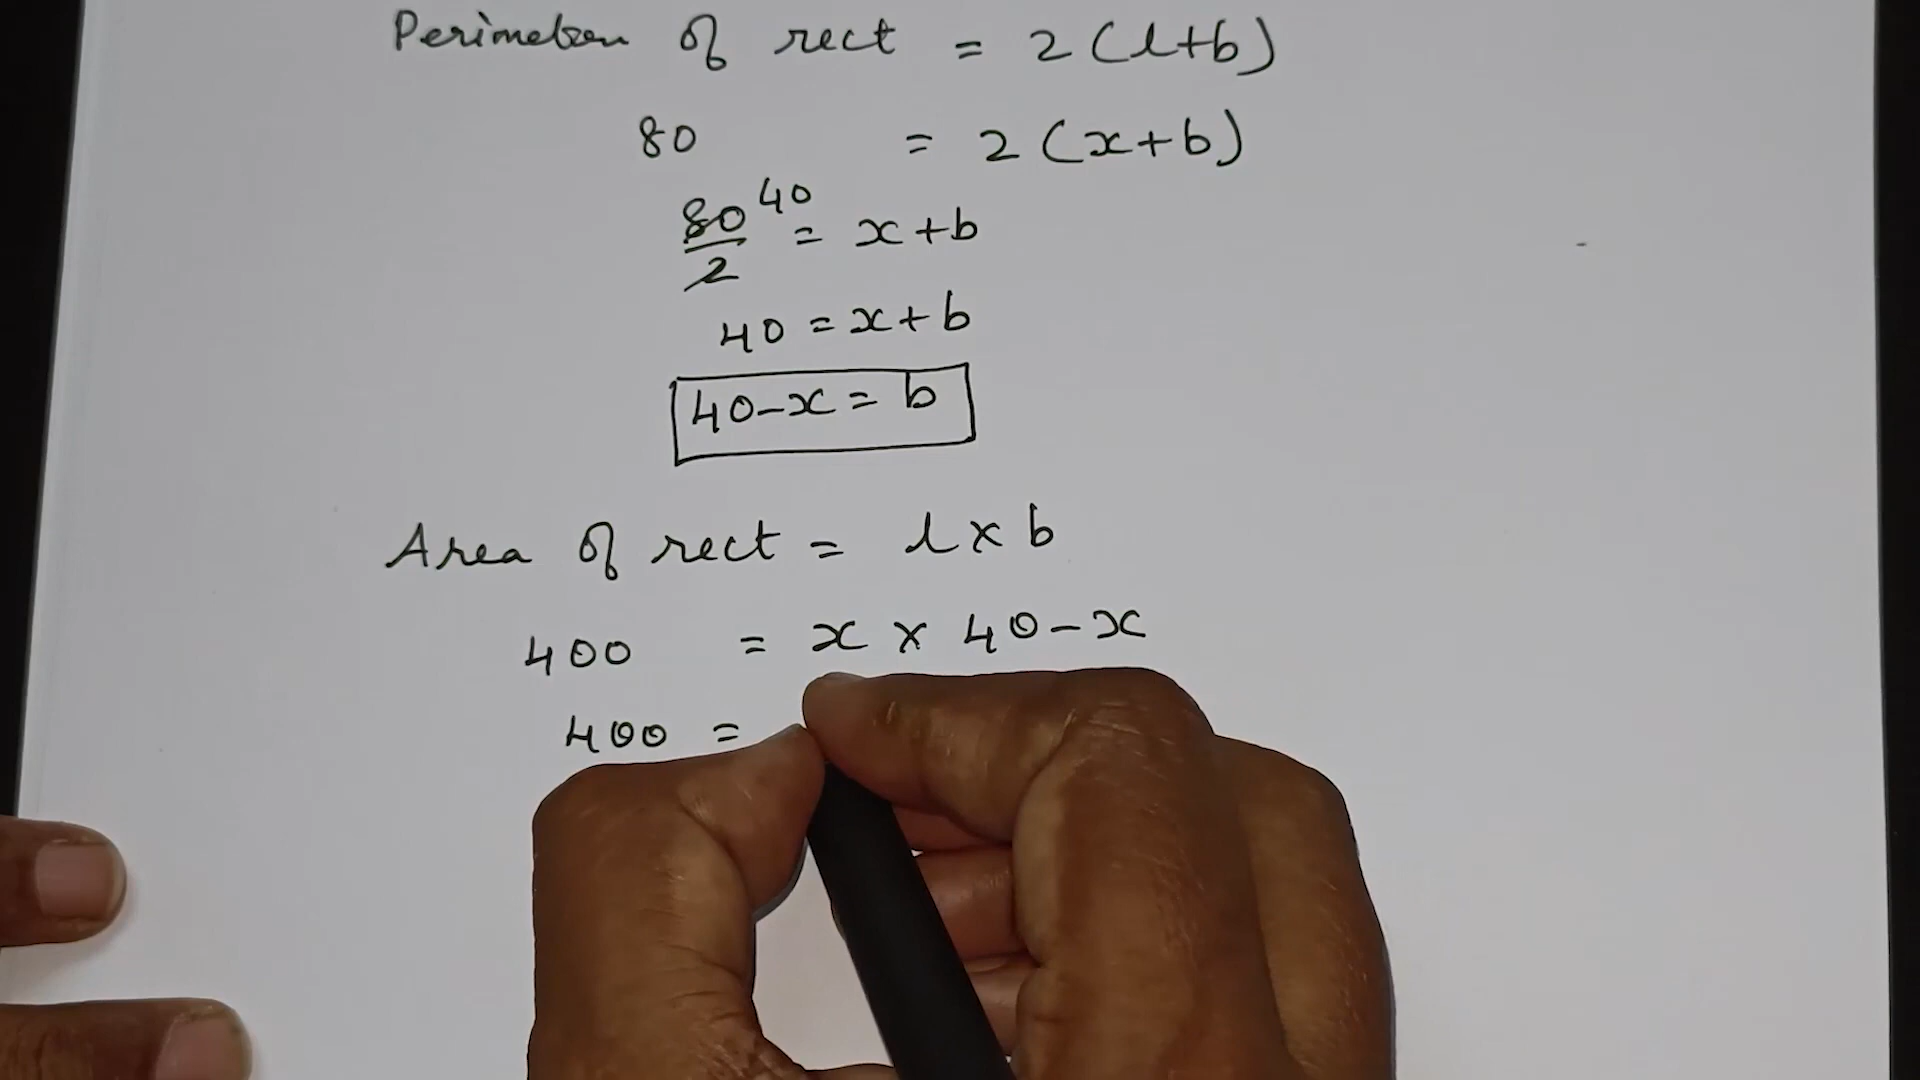 Perimeter of rect = 2 (l+b)
80 = 2 (x+b)
80/2 40 = x+b
40 = x+b
40-x = b
Area of rect = l x b
400 = x x 40-x
400 =